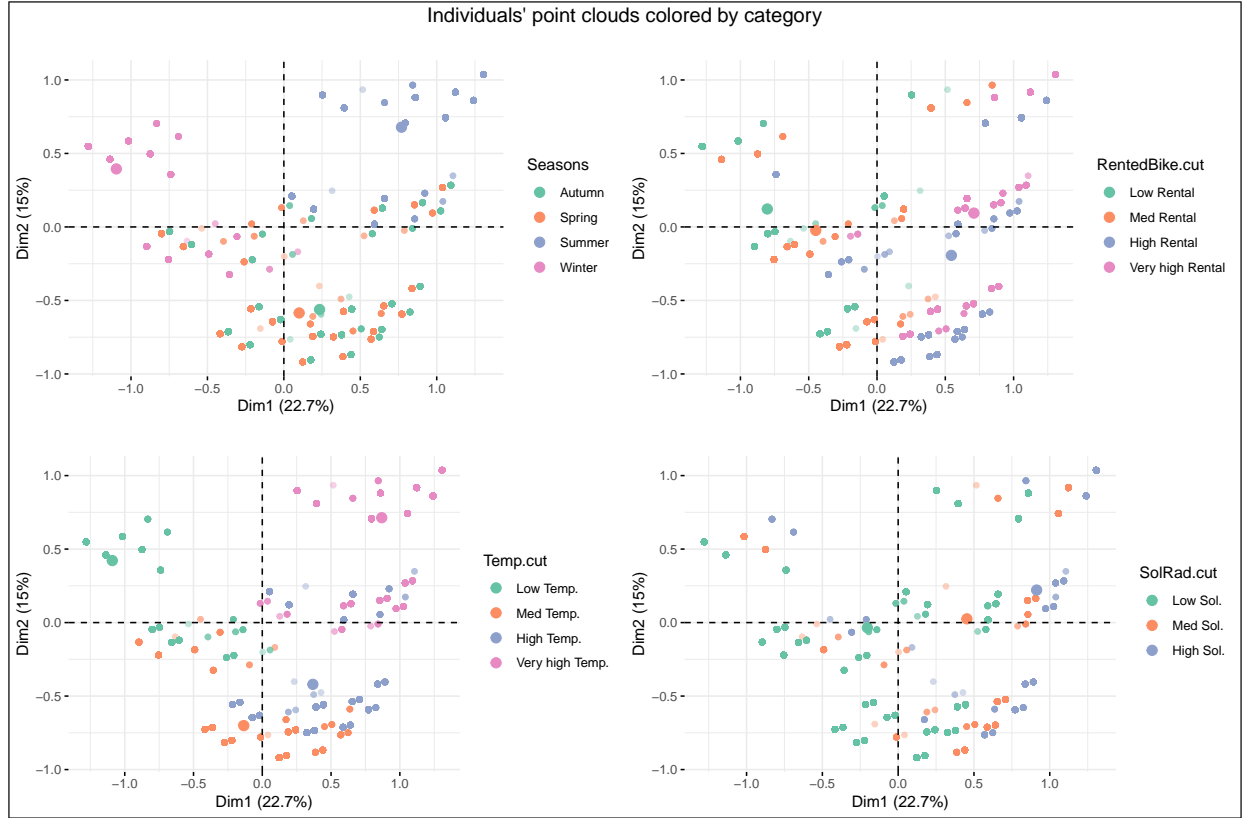 Individuals' point clouds colored by category
1.0
0.5
0.0
−0.5
−1.0
Dim2 (15%)
−1.0 −0.5 0.0 0.5 1.0
Dim1 (22.7%)
Seasons
Autumn
Spring
Summer
Winter
1.0
0.5
0.0
−0.5
−1.0
Dim2 (15%)
−1.0 −0.5 0.0 0.5 1.0
Dim1 (22.7%)
RentedBike.cut
Low Rental
Med Rental
High Rental
Very high Rental
1.0
0.5
0.0
−0.5
−1.0
Dim2 (15%)
−1.0 −0.5 0.0 0.5 1.0
Dim1 (22.7%)
Temp.cut
Low Temp.
Med Temp.
High Temp.
Very high Temp.
1.0
0.5
0.0
−0.5
−1.0
Dim2 (15%)
−1.0 −0.5 0.0 0.5 1.0
Dim1 (22.7%)
SolRad.cut
Low Sol.
Med Sol.
High Sol.